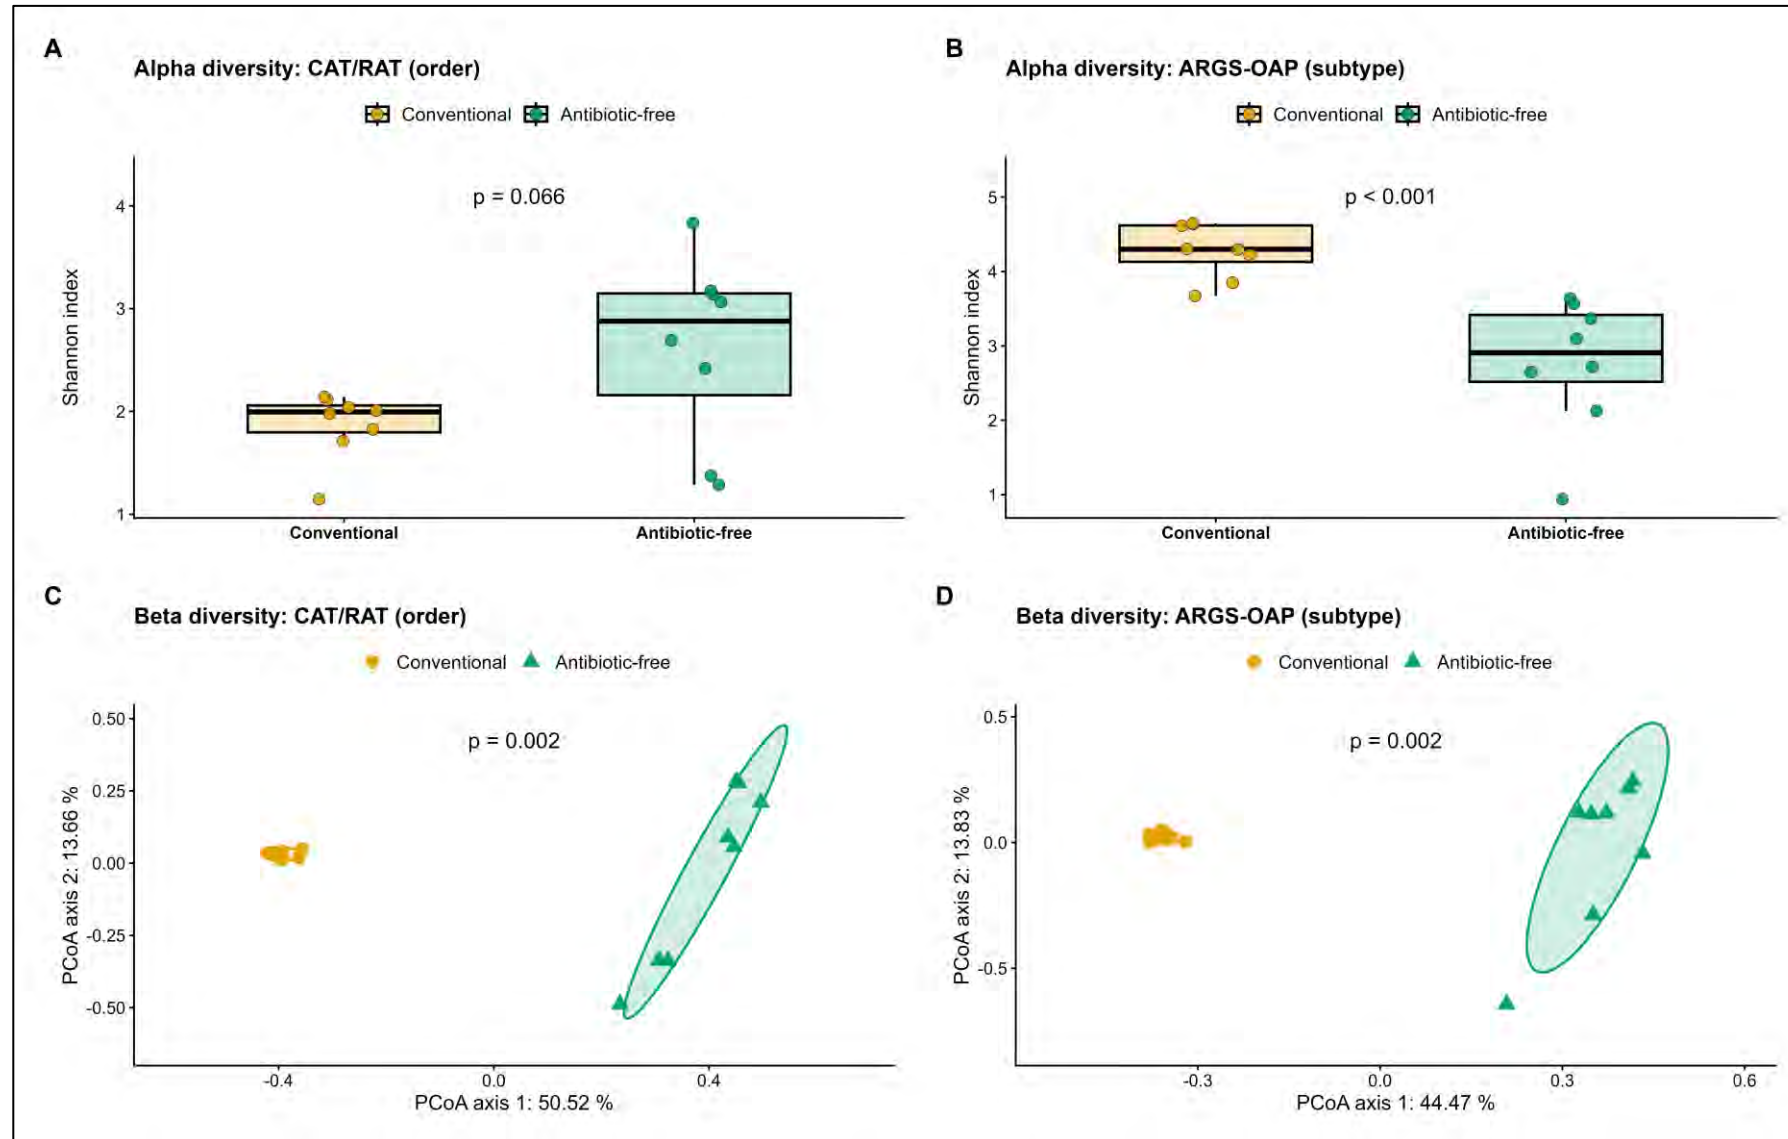 A
Alpha diversity: CAT/RAT (order)
Conventional Antibiotic-free
p = 0.066
4
3
2
1
Shannon index
Conventional Antibiotic-free
B
Alpha diversity: ARGS-OAP (subtype)
Conventional Antibiotic-free
p < 0.001
5
4
3
2
1
Shannon index
Conventional Antibiotic-free
C
Beta diversity: CAT/RAT (order)
Conventional Antibiotic-free
p = 0.002
0.50
0.25
0.00
-0.25
-0.50
PCoA axis 2: 13.66 %
-0.4 0.0 0.4
PCoA axis 1: 50.52 %
D
Beta diversity: ARGS-OAP (subtype)
Conventional Antibiotic-free
p = 0.002
0.5
0.0
-0.5
PCoA axis 2: 13.83 %
-0.3 0.0 0.3 0.6
PCoA axis 1: 44.47 %